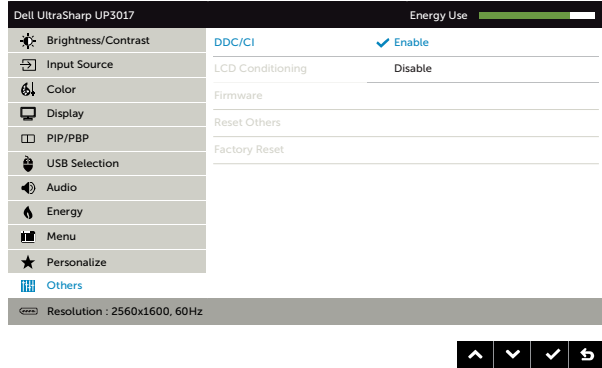 Dell UltraSharp UP3017
Energy Use
Brightness/Contrast
Input Source
Color
Display
PIP/PBP
USB Selection
Audio
Energy
Menu
Personalize
Others
DDC/CI
LCD Conditioning
Firmware
Reset Others
Factory Reset
Enable
Disable
Resolution : 2560x1600, 60Hz